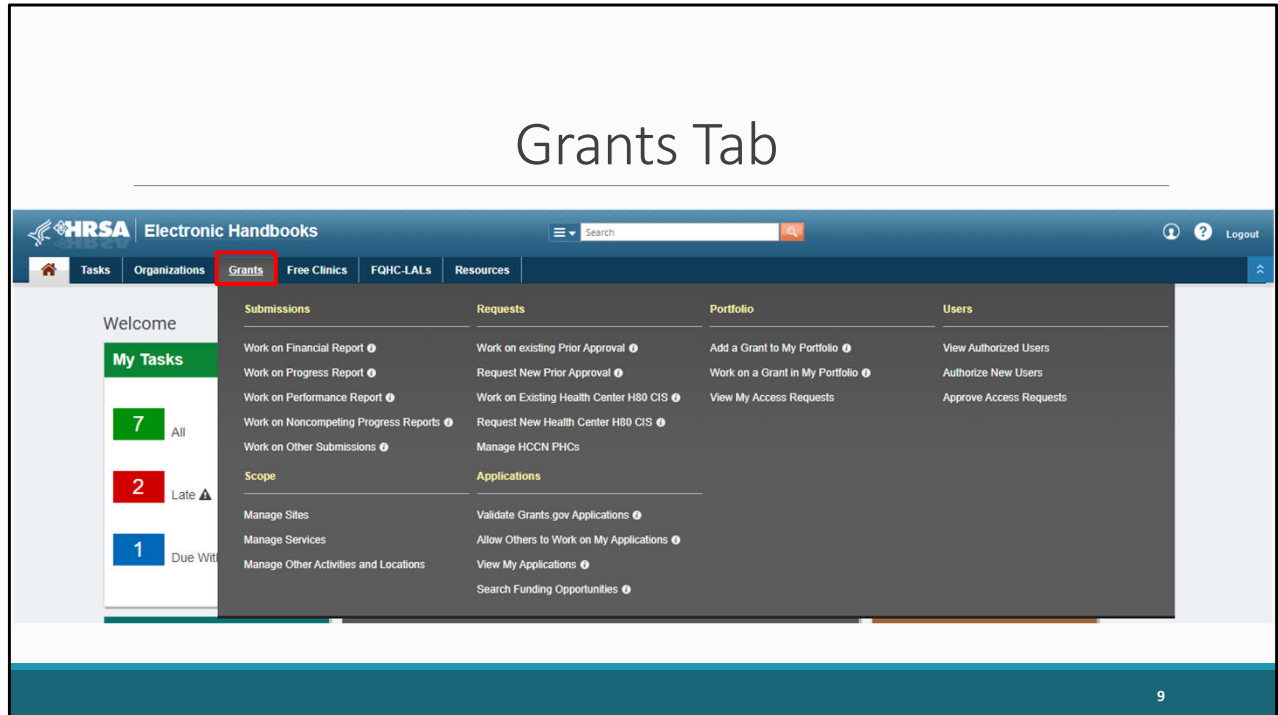 Grants Tab
HRSA Electronic Handbooks
Search
Logout
Tasks Organizations Grants Free Clinics FQHC-LALs Resources
Welcome
My Tasks
7 All
2 Late
1 Due Wit
Submissions
Work on Financial Report
Work on Progress Report
Work on Performance Report
Work on Noncompeting Progress Reports
Work on Other Submissions
Scope
Manage Sites
Manage Services
Manage Other Activities and Locations
Requests
Work on existing Prior Approval
Request New Prior Approval
Work on Existing Health Center H80 CIS
Request New Health Center H80 CIS
Manage HCCN PHCs
Applications
Validate Grants.gov Applications
Allow Others to Work on My Applications
View My Applications
Search Funding Opportunities
Portfolio
Add a Grant to My Portfolio
Work on a Grant in My Portfolio
View My Access Requests
Users
View Authorized Users
Authorize New Users
Approve Access Requests
9